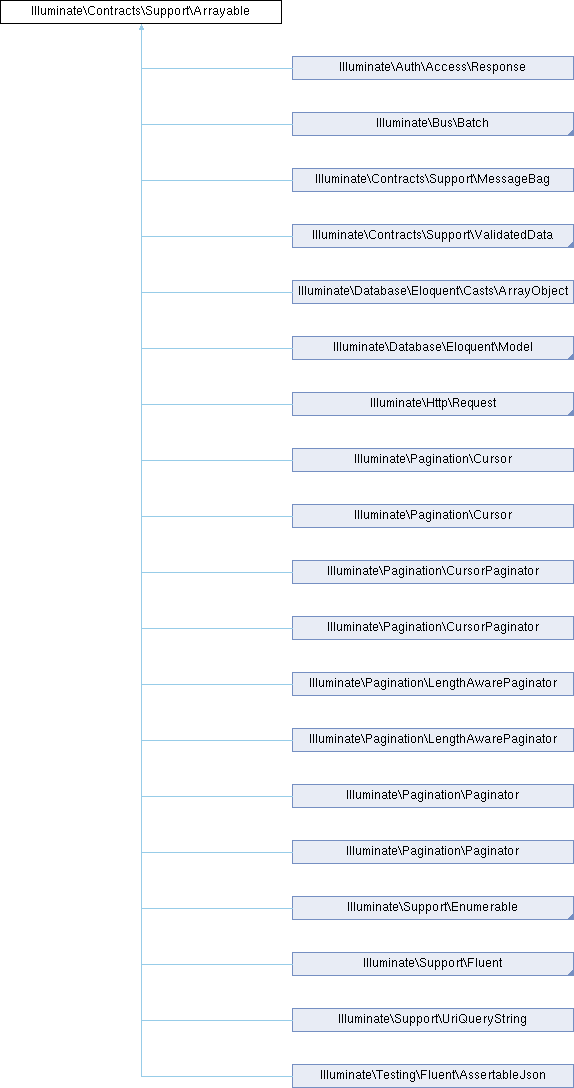 Illuminate\Contracts\Support\Arrayable
Illuminate\Auth\Access\Response
Illuminate\Bus\Batch
Illuminate\Contracts\Support\MessageBag
Illuminate\Contracts\Support\ValidatedData
Illuminate\Database\Eloquent\Casts\ArrayObject
Illuminate\Database\Eloquent\Model
Illuminate\Http\Request
Illuminate\Pagination\Cursor
Illuminate\Pagination\Cursor
Illuminate\Pagination\CursorPaginator
Illuminate\Pagination\CursorPaginator
Illuminate\Pagination\LengthAwarePaginator
Illuminate\Pagination\LengthAwarePaginator
Illuminate\Pagination\Paginator
Illuminate\Pagination\Paginator
Illuminate\Support\Enumerable
Illuminate\Support\Fluent
Illuminate\Support\UriQueryString
Illuminate\Testing\Fluent\AssertableJson